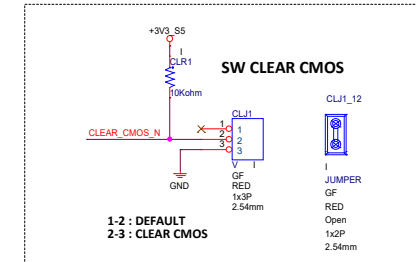 +3V3_S5
I
CLR1
10Kohm
SW CLEAR CMOS
CLEAR_CMOS_N
CLJ1
1
2
3
1
2
3
GND
V I
GF
RED
1x3P
2.54mm
CLJ1_12
I
JUMPER
GF
RED
Open
1x2P
2.54mm
1-2 : DEFAULT
2-3 : CLEAR CMOS